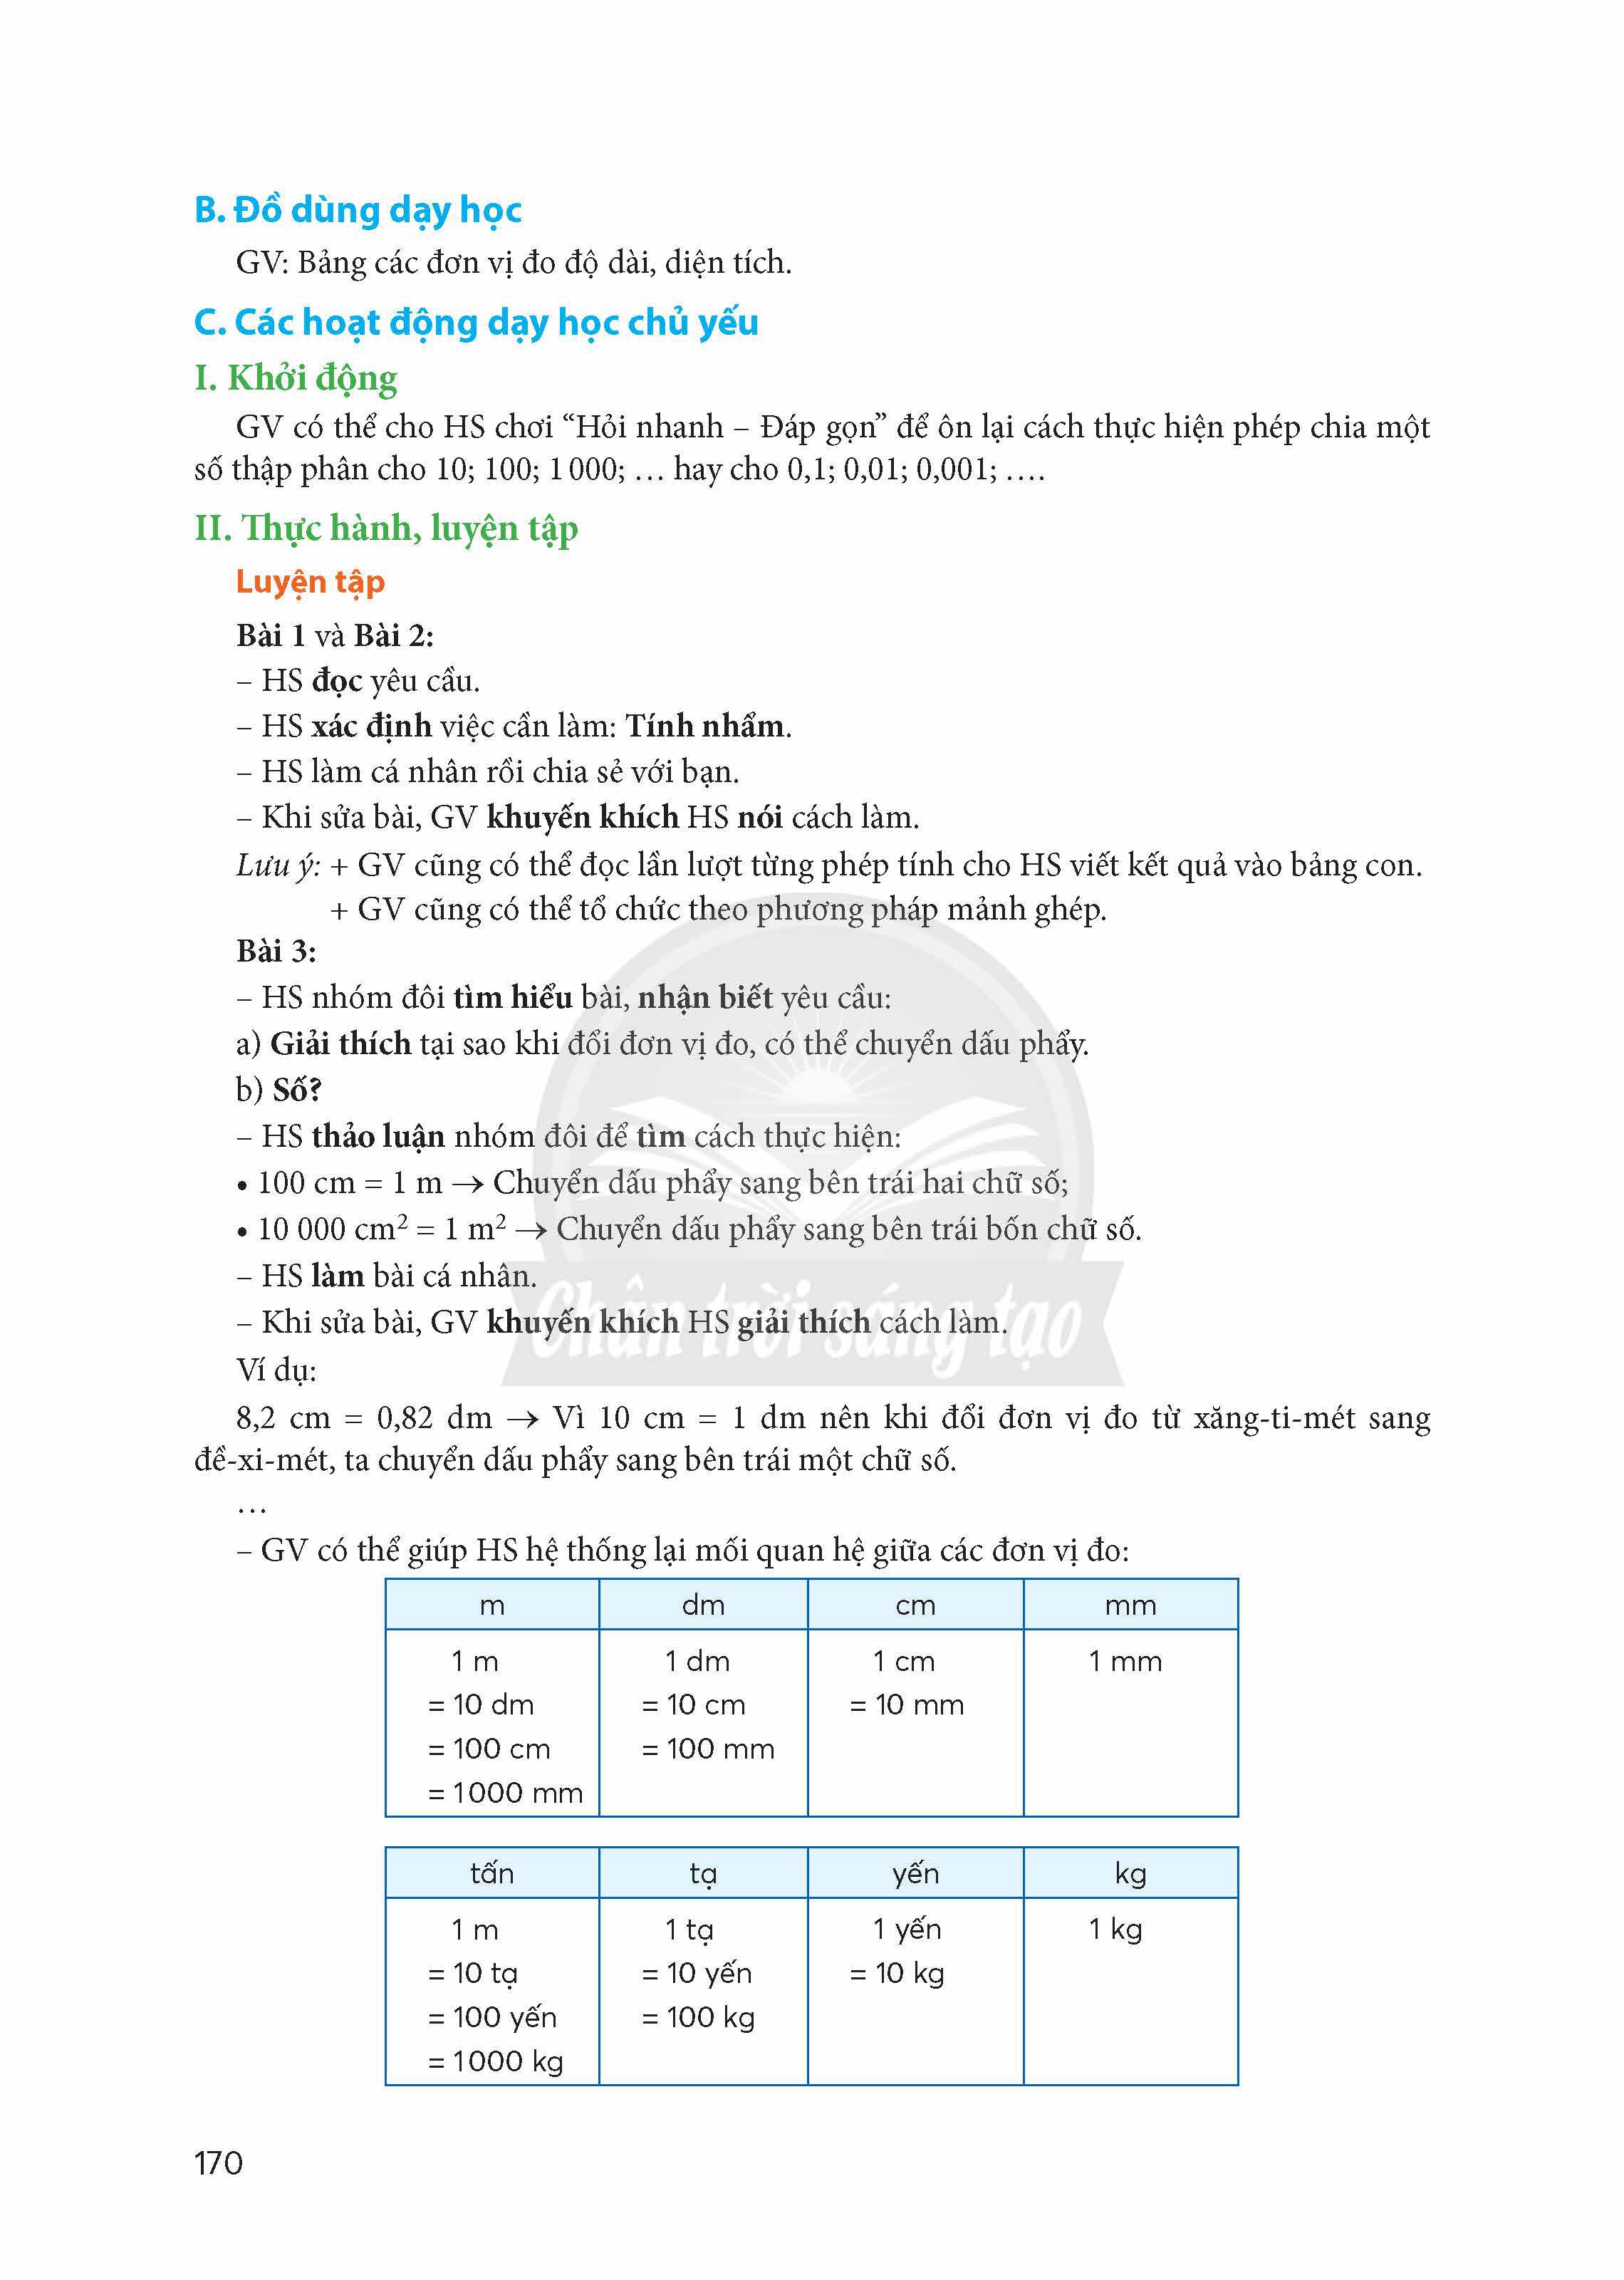 B. Đồ dùng dạy học
GV: Bảng các đơn vị đo độ dài, diện tích.
C. Các hoạt động dạy học chủ yếu
I. Khởi động
GV có thể cho HS chơi “Hỏi nhanh – Đáp gọn” để ôn lại cách thực hiện phép chia một
số thập phân cho 10; 100; 1 000; … hay cho 0,1; 0,01; 0,001; ….
II. Thực hành, luyện tập
Luyện tập
Bài 1 và Bài 2:
– HS đọc yêu cầu.
– HS xác định việc cần làm: Tính nhẩm.
– HS làm cá nhân rồi chia sẻ với bạn.
– Khi sửa bài, GV khuyến khích HS nói cách làm.
Lưu ý: + GV cũng có thể đọc lần lượt từng phép tính cho HS viết kết quả vào bảng con.
+ GV cũng có thể tổ chức theo phương pháp mảnh ghép.
Bài 3:
– HS nhóm đôi tìm hiểu bài, nhận biết yêu cầu:
a) Giải thích tại sao khi đổi đơn vị đo, có thể chuyển dấu phẩy.
b) Số?
– HS thảo luận nhóm đôi để tìm cách thực hiện:
• 100 cm = 1 m → Chuyển dấu phẩy sang bên trái hai chữ số;
• 10 000 cm² = 1 m² → Chuyển dấu phẩy sang bên trái bốn chữ số.
– HS làm bài cá nhân.
– Khi sửa bài, GV khuyến khích HS giải thích cách làm.
Chân trời sáng tạo
Ví dụ:
8,2 cm = 0,82 dm → Vì 10 cm = 1 dm nên khi đổi đơn vị đo từ xăng-ti-mét sang
đề-xi-mét, ta chuyển dấu phẩy sang bên trái một chữ số.
…
– GV có thể giúp HS hệ thống lại mối quan hệ giữa các đơn vị đo:
m dm cm mm
1 m 1 dm 1 cm 1 mm
= 10 dm = 10 cm = 10 mm
= 100 cm = 100 mm
= 1 000 mm
tấn tạ yến kg
1 m 1 tạ 1 yến 1 kg
= 10 tạ = 10 yến = 10 kg
= 100 yến = 100 kg
= 1 000 kg
170